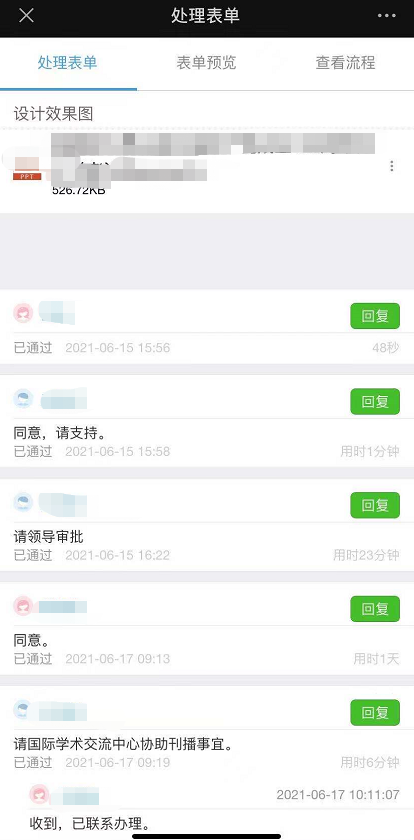 处理表单
处理表单 表单预览 查看流程
设计效果图
PPT
526.72KB
回复
已通过 2021-06-15 15:56 48秒
回复
同意，请支持。
已通过 2021-06-15 15:58 用时1分钟
回复
请领导审批
已通过 2021-06-15 16:22 用时23分钟
回复
同意。
已通过 2021-06-17 09:13 用时1天
回复
请国际学术交流中心协助刊播事宜。
已通过 2021-06-17 09:19 用时6分钟
2021-06-17 10:11:07
收到，已联系办理。